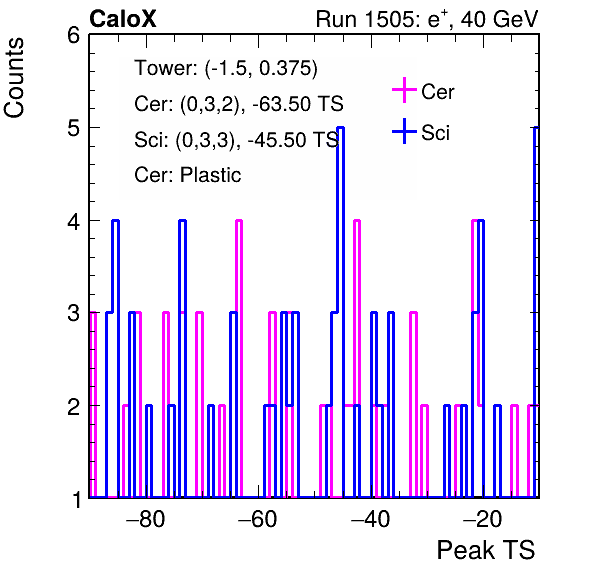 CaloX Run 1505: e+, 40 GeV
Counts
Tower: (-1.5, 0.375)
Cer: (0,3,2), -63.50 TS
Sci: (0,3,3), -45.50 TS
Cer: Plastic
Cer
Sci
6
5
4
3
2
1
−80 −60 −40 −20
Peak TS